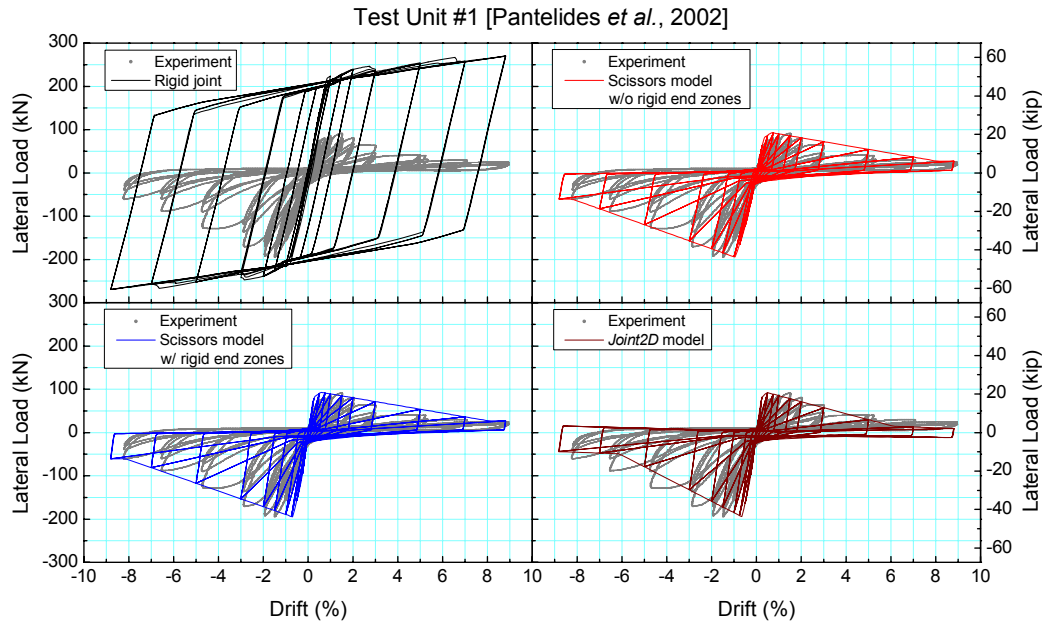 Test Unit #1 [Pantelides et al., 2002]
Experiment
Rigid joint
Experiment
Scissors model
w/o rigid end zones
300
200
100
0
-100
-200
300
Lateral Load (kN)
60
40
20
0
-20
-40
-60
Lateral Load (kip)
Experiment
Scissors model
w/ rigid end zones
Experiment
Joint2D model
200
100
0
-100
-200
-300
Lateral Load (kN)
60
40
20
0
-20
-40
-60
Lateral Load (kip)
-10 -8 -6 -4 -2 0 2 4 6 8 10
-8 -6 -4 -2 0 2 4 6 8 10
Drift (%)
Drift (%)